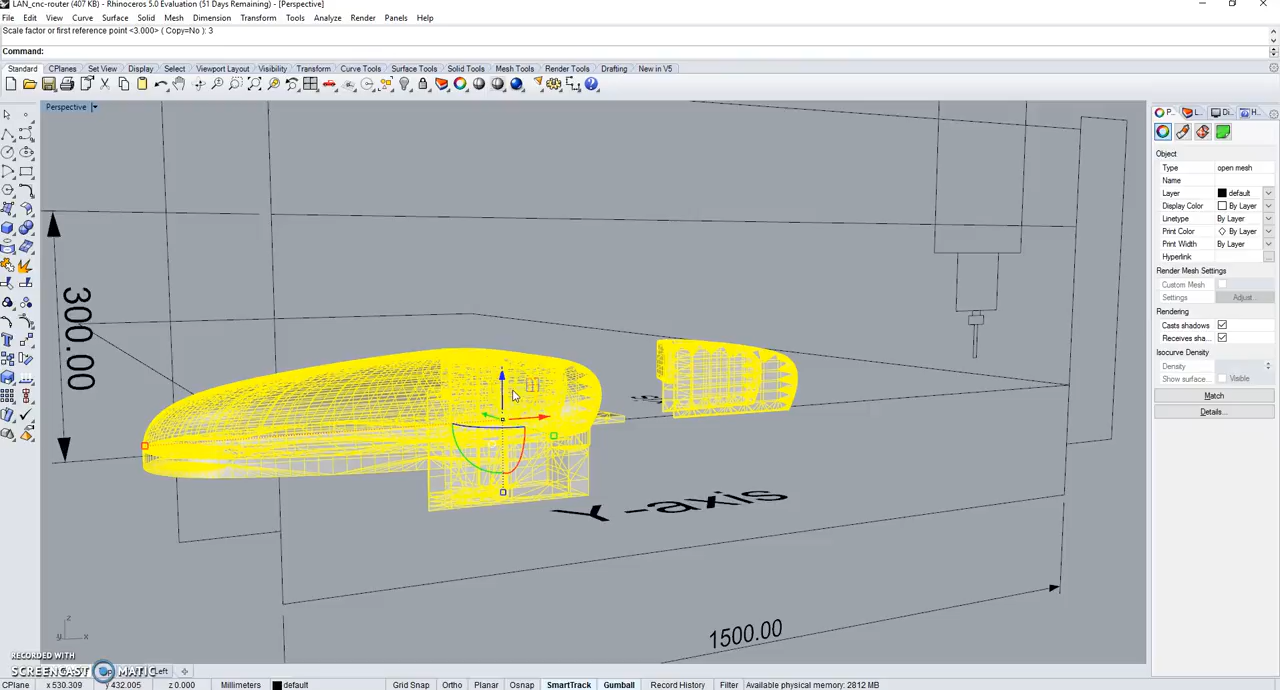 LAN_cnc-router (407 KB) - Rhinoceros 5.0 Evaluation (51 Days Remaining) - [Perspective]
File Edit View Curve Surface Solid Mesh Dimension Transform Tools Analyze Render Panels Help
Scale factor or first reference point <3.000> ( Copy=No ): 3
Command:
Standard CPlanes Set View Display Select Viewport Layout Visibility Transform Curve Tools Surface Tools Solid Tools Mesh Tools Render Tools Drafting New in V5
Perspective
Object
Type open mesh
Name
Layer default
Display Color By Layer
Linetype By Layer
Print Color By Layer
Print Width By Layer
Hyperlink
Render Mesh Settings
Custom Mesh
Settings Adjust...
Rendering
Casts shadows
Receives sha...
Isocurve Density
Density
Show surface... Visible
Match
Details...
300.00
Y-axis
1500.00
z
y x
RECORDED WITH
SCREENCAST MATIC
Left
CPlane x 530.309 y 432.005 z 0.000 Millimeters default Grid Snap Ortho Planar Osnap SmartTrack Gumball Record History Filter Available physical memory: 2812 MB